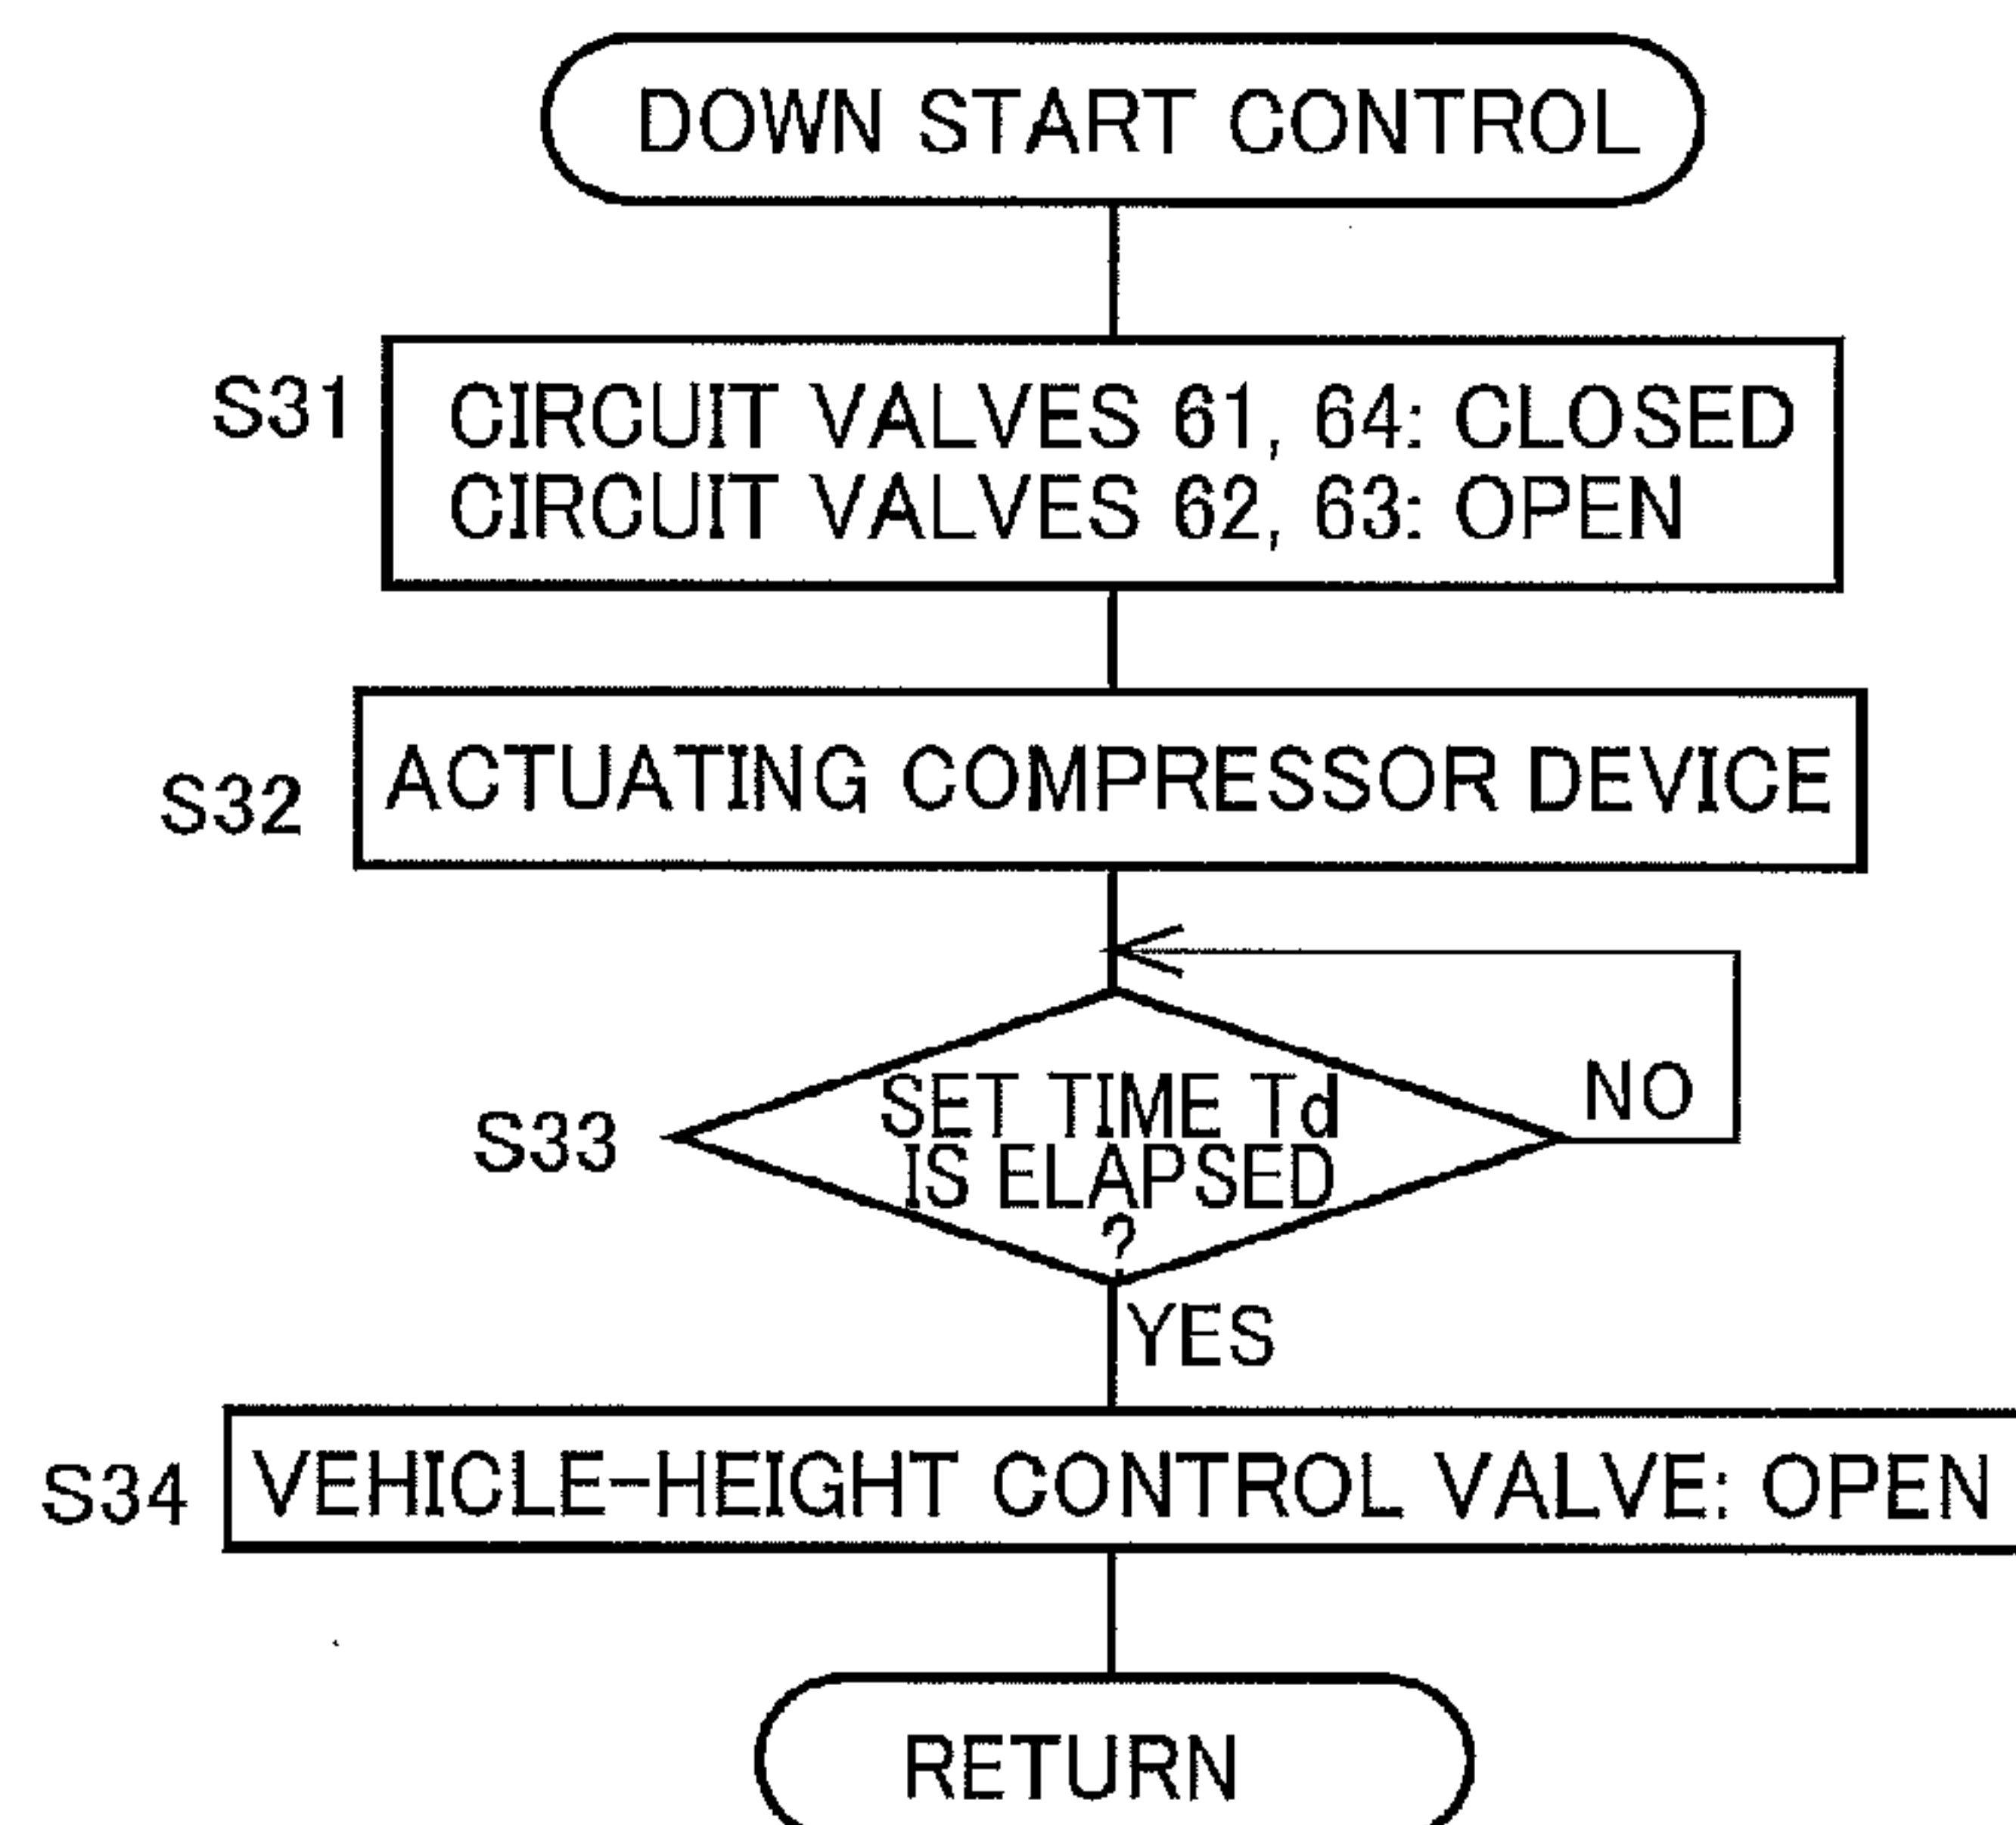 DOWN START CONTROL
S31
CIRCUIT VALVES 61, 64: CLOSED
CIRCUIT VALVES 62, 63: OPEN
S32
ACTUATING COMPRESSOR DEVICE
S33
SET TIME Td
IS ELAPSED
?
NO
YES
S34
VEHICLE-HEIGHT CONTROL VALVE: OPEN
RETURN